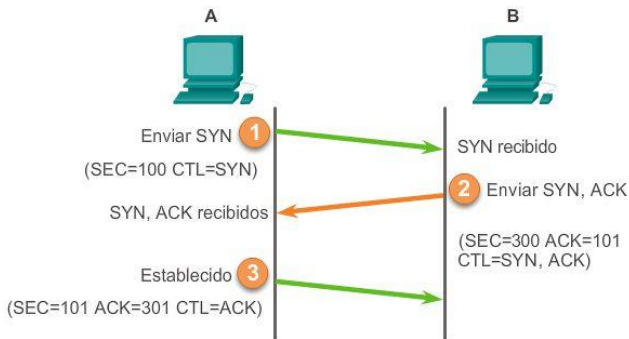 A
B
Enviar SYN 1
(SEC=100 CTL=SYN)
SYN recibido
2 Enviar SYN, ACK
SYN, ACK recibidos
(SEC=300 ACK=101
CTL=SYN, ACK)
Establecido 3
(SEC=101 ACK=301 CTL=ACK)